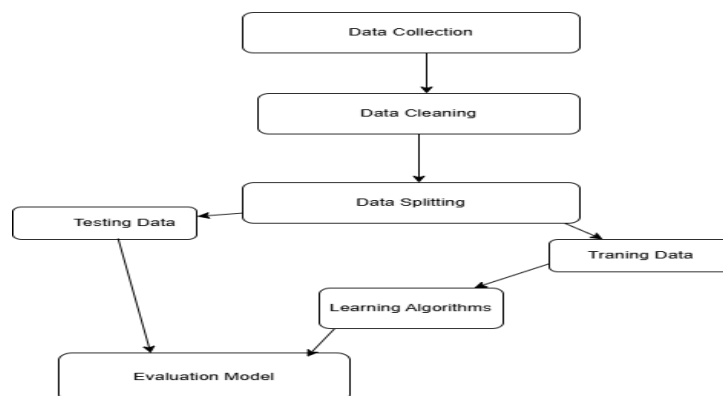 Data Collection
Data Cleaning
Data Splitting
Testing Data
Traning Data
Learning Algorithms
Evaluation Model